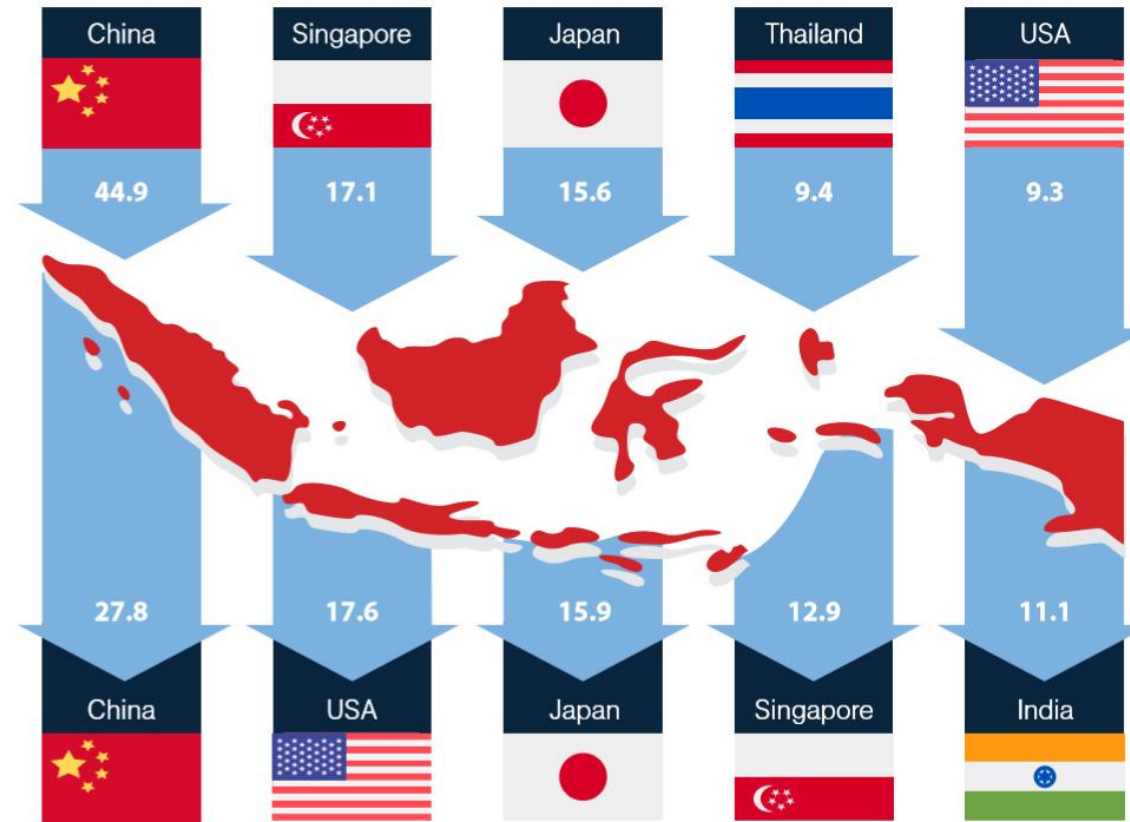 China
Singapore
Japan
Thailand
USA
44.9
17.1
15.6
9.4
9.3
27.8
17.6
15.9
12.9
11.1
China
USA
Japan
Singapore
India